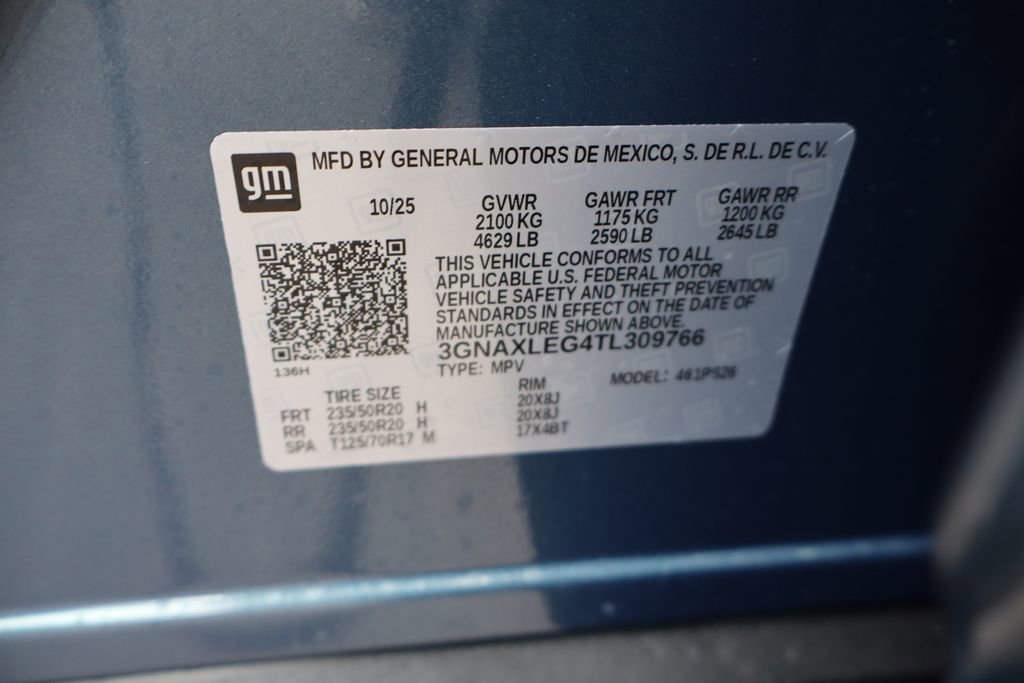 gm
MFD BY GENERAL MOTORS DE MEXICO, S. DE R.L. DE C.V.
10/25
GVWR GAWR FRT GAWR RR
2100 KG 1175 KG 1200 KG
4629 LB 2590 LB 2645 LB
THIS VEHICLE CONFORMS TO ALL
APPLICABLE U.S. FEDERAL MOTOR
VEHICLE SAFETY AND THEFT PREVENTION
STANDARDS IN EFFECT ON THE DATE OF
MANUFACTURE SHOWN ABOVE.
3GNAXLEG4TL309766
136H
TYPE: MPV MODEL: 461PS26
TIRE SIZE RIM
FRT 235/50R20 H 20X8J
RR 235/50R20 H 20X8J
SPA T125/70R17 M 17X4BT